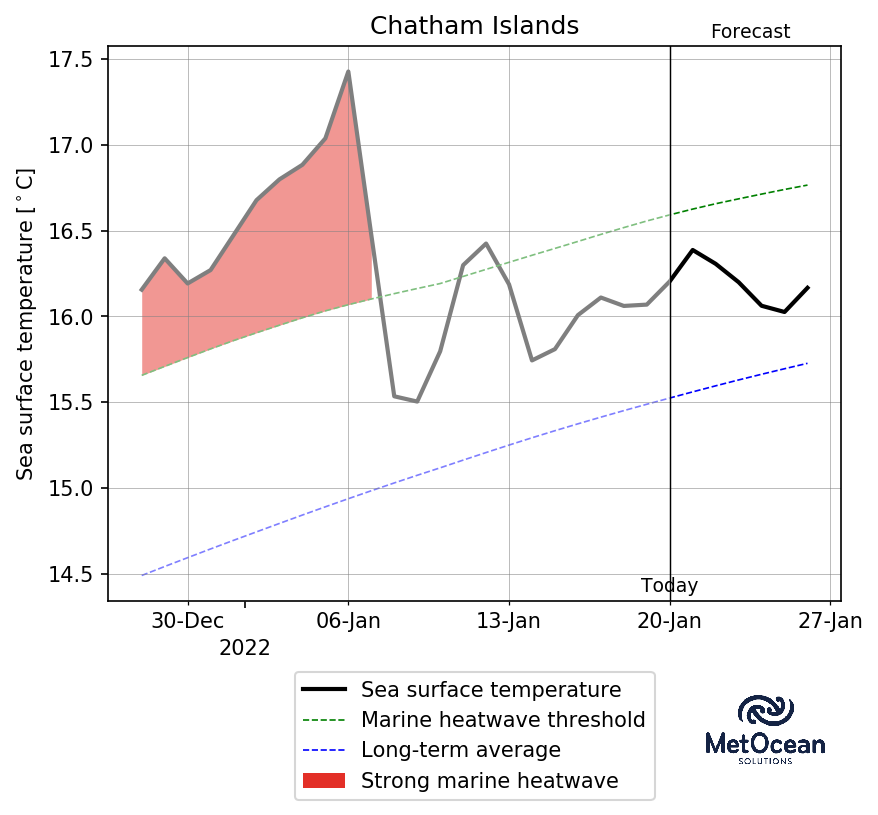 Chatham Islands
Forecast
Sea surface temperature [°C]
17.5
17.0
16.5
16.0
15.5
15.0
14.5
Today
30-Dec 06-Jan 13-Jan 20-Jan 27-Jan
2022
Sea surface temperature
Marine heatwave threshold
Long-term average
Strong marine heatwave
MetOcean
SOLUTIONS